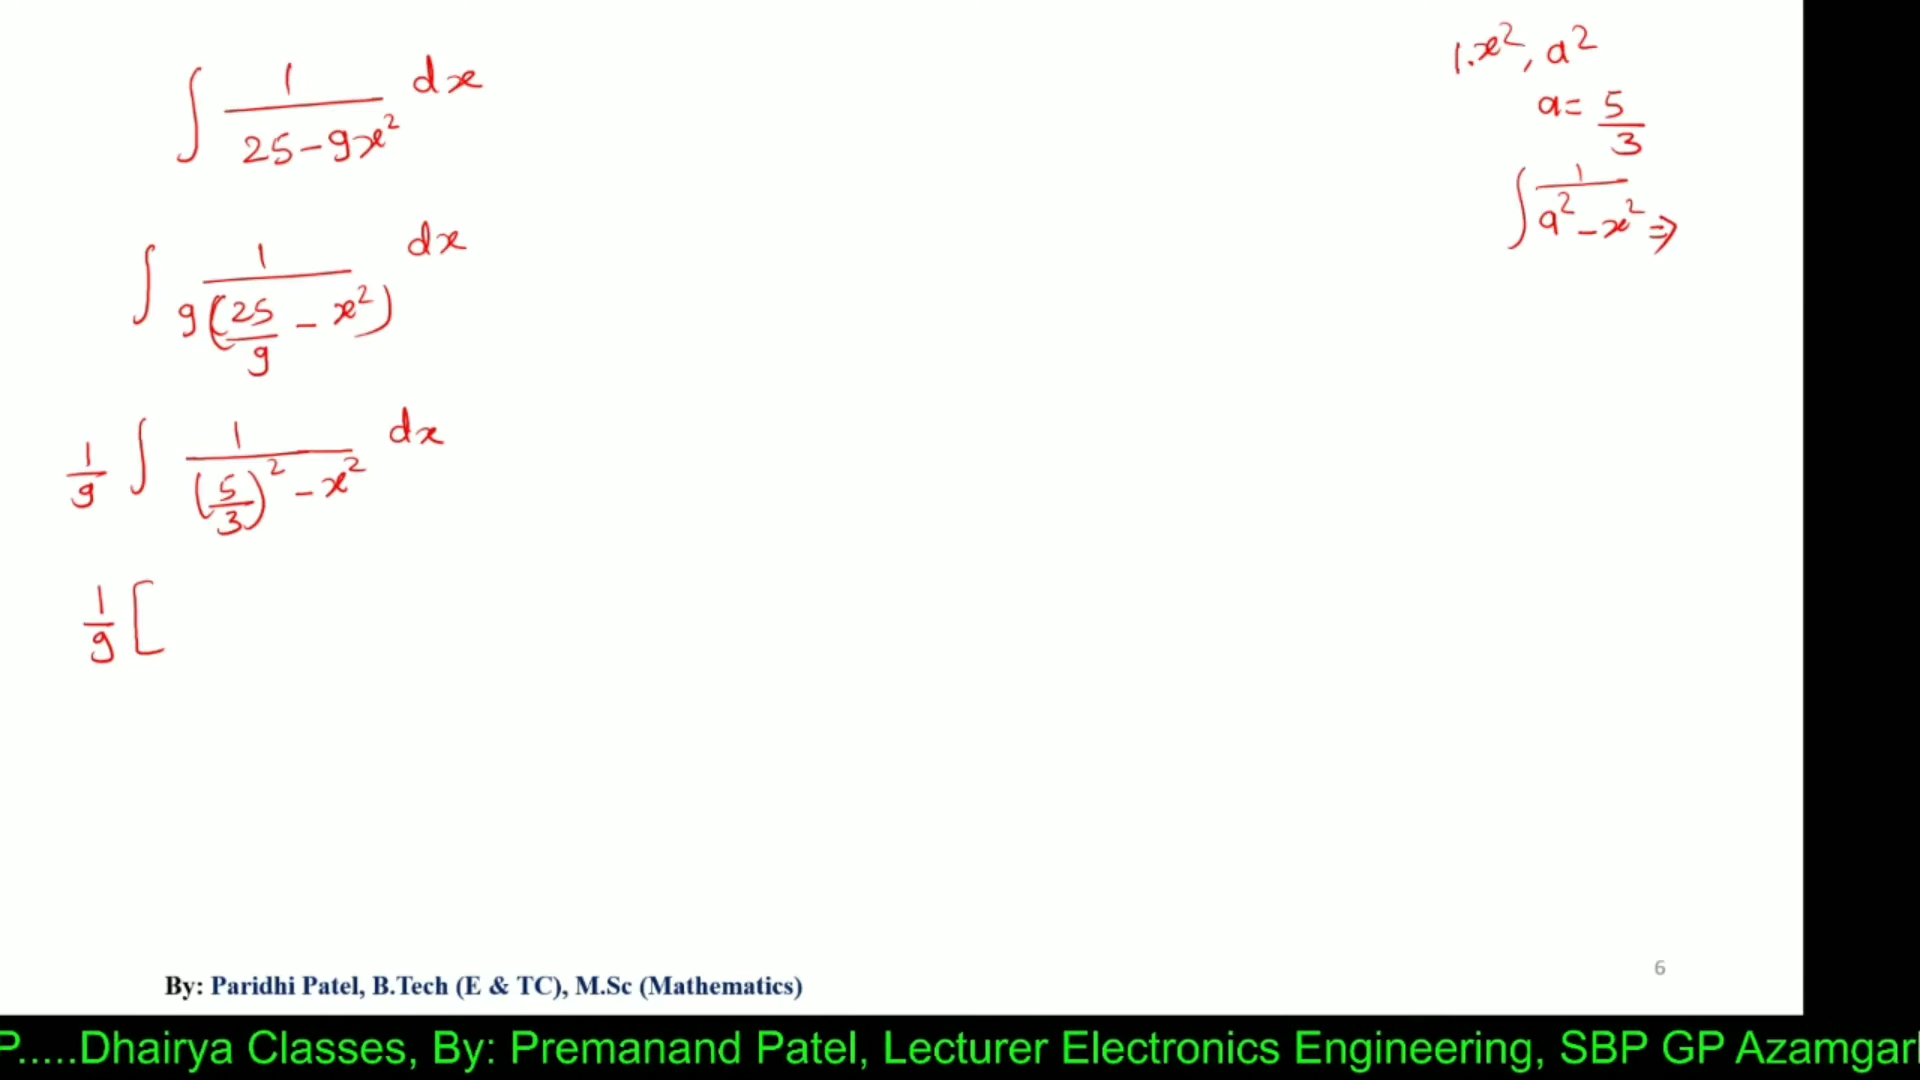 ∫ 1/(25-9x²) dx
∫ 1/(9(25/9 - x²)) dx
1/9 ∫ 1/((5/3)² - x²) dx
1/9 [
1.x², a²
a= 5/3
∫ 1/(a² - x²) ⇒
By: Paridhi Patel, B.Tech (E & TC), M.Sc (Mathematics)
6
P.....Dhairya Classes, By: Premanand Patel, Lecturer Electronics Engineering, SBP GP Azamgar